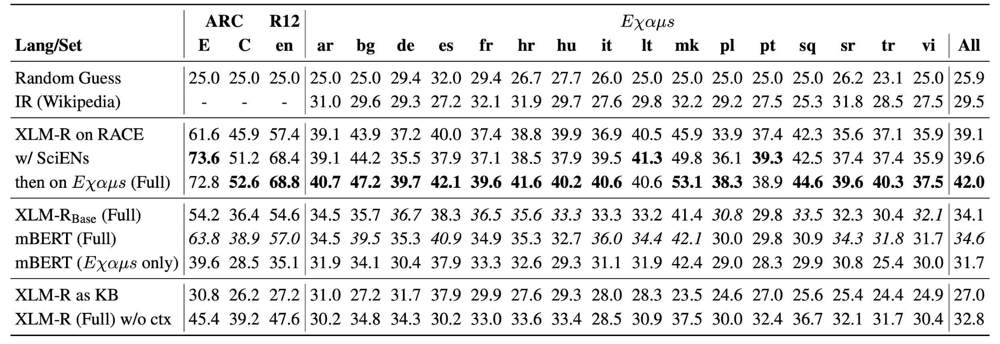 ARC R12 Εχαμs
Lang/Set E C en ar bg de es fr hr hu it lt mk pl pt sq sr tr vi All
Random Guess 25.0 25.0 25.0 25.0 25.0 29.4 32.0 29.4 26.7 27.7 26.0 25.0 25.0 25.0 25.0 25.0 26.2 23.1 25.0 25.9
IR (Wikipedia) - - - 31.0 29.6 29.3 27.2 32.1 31.9 29.7 27.6 29.8 32.2 29.2 27.5 25.3 31.8 28.5 27.5 29.5
XLM-R on RACE 61.6 45.9 57.4 39.1 43.9 37.2 40.0 37.4 38.8 39.9 36.9 40.5 45.9 33.9 37.4 42.3 35.6 37.1 35.9 39.1
w/ SciENs 73.6 51.2 68.4 39.1 44.2 35.5 37.9 37.1 38.5 37.9 39.5 41.3 49.8 36.1 39.3 42.5 37.4 37.4 35.9 39.6
then on Εχαμs (Full) 72.8 52.6 68.8 40.7 47.2 39.7 42.1 39.6 41.6 40.2 40.6 40.6 53.1 38.3 38.9 44.6 39.6 40.3 37.5 42.0
XLM-RBase (Full) 54.2 36.4 54.6 34.5 35.7 36.7 38.3 36.5 35.6 33.3 33.3 33.2 41.4 30.8 29.8 33.5 32.3 30.4 32.1 34.1
mBERT (Full) 63.8 38.9 57.0 34.5 39.5 35.3 40.9 34.9 35.3 32.7 36.0 34.4 42.1 30.0 29.8 30.9 34.3 31.8 31.7 34.6
mBERT (Εχαμs only) 39.6 28.5 35.1 31.9 34.1 30.4 37.9 33.3 32.6 29.3 31.1 31.9 42.4 29.0 28.3 29.9 30.8 25.4 30.0 31.7
XLM-R as KB 30.8 26.2 27.2 31.0 27.2 31.7 37.9 29.9 27.6 29.3 28.0 28.3 23.5 24.6 27.0 25.6 25.4 24.4 24.9 27.0
XLM-R (Full) w/o ctx 45.4 39.2 47.6 30.2 34.8 34.3 30.2 33.0 33.6 33.4 28.5 30.9 37.5 30.0 32.4 36.7 32.1 31.7 30.4 32.8